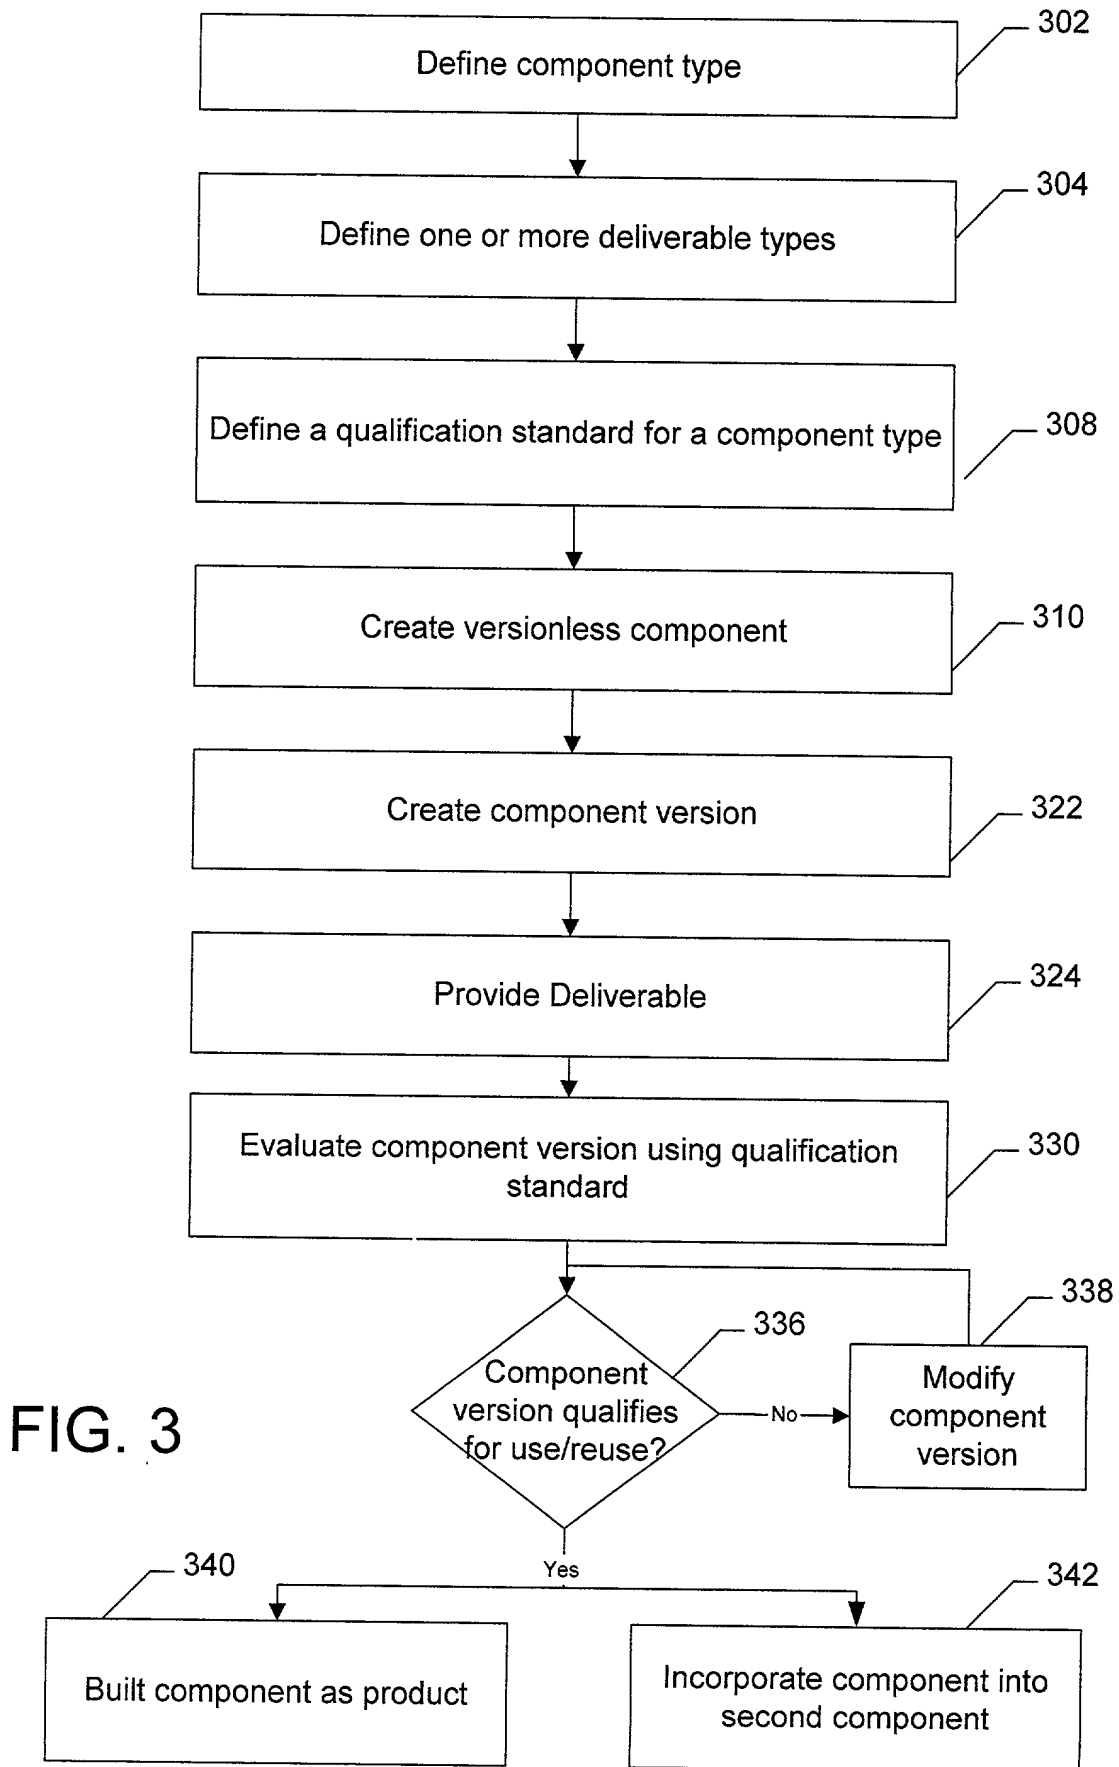 302
Define component type
304
Define one or more deliverable types
Define a qualification standard for a component type
308
310
Create versionless component
322
Create component version
324
Provide Deliverable
Evaluate component version using qualification
standard
330
338
336
Component
version qualifies
for use/reuse?
No
Modify
component
version
FIG. 3
Yes
340
342
Built component as product
Incorporate component into
second component